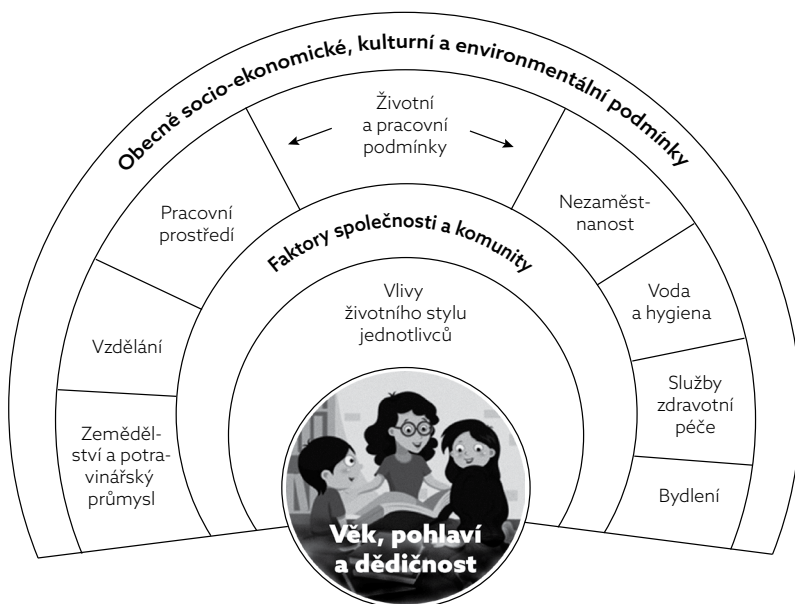 Obecně socio-ekonomické, kulturní a environmentální podmínky
Životní
a pracovní
podmínky
Pracovní
prostředí
Nezaměst-
nanost
Faktory společnosti a komunity
Vlivy
životního stylu
jednotlivců
Voda
a hygiena
Vzdělání
Služby
zdravotní
péče
Zeměděl-
ství a potra-
vinářský
průmysl
Bydlení
Věk, pohlaví
a dědičnost